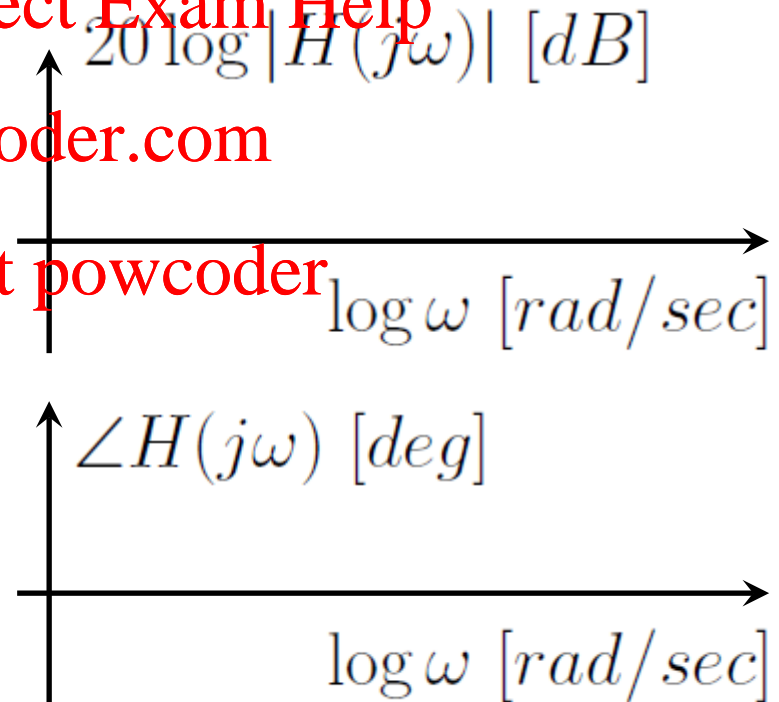 ect Exam Help
20 log |H(jω)| [dB]
oder.com
t powcoder
log ω [rad/sec]
∠H(jω) [deg]
log ω [rad/sec]